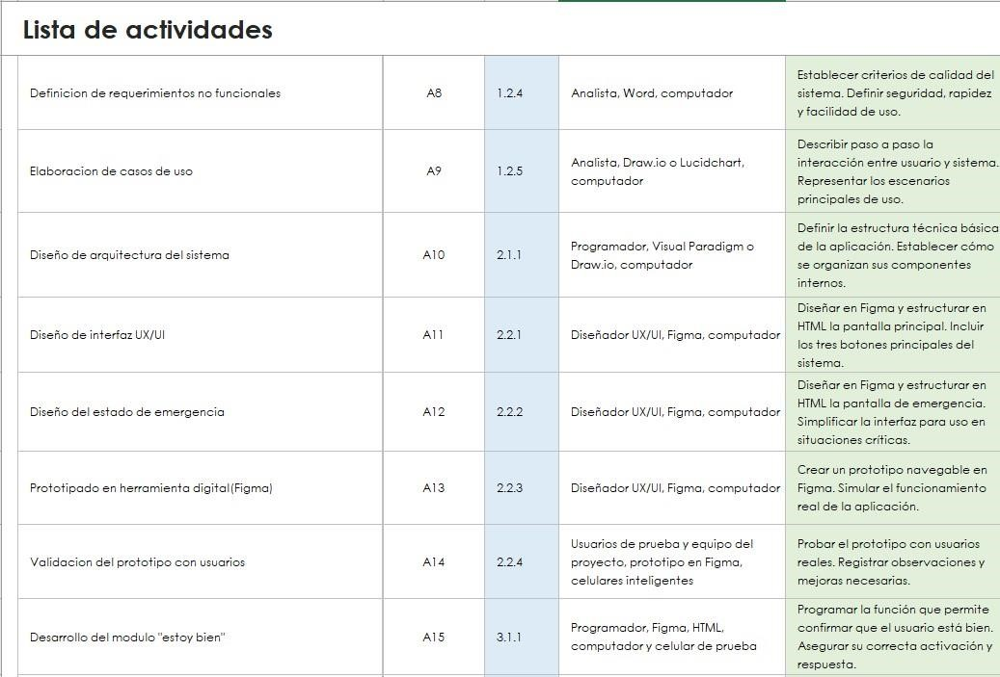 Lista de actividades
Definicion de requerimientos no funcionales
A8
1.2.4
Analista, Word, computador
Establecer criterios de calidad del
sistema. Definir seguridad, rapidez
y facilidad de uso.
Elaboracion de casos de uso
A9
1.2.5
Analista, Draw.io o Lucidchart,
computador
Describir paso a paso la
interacción entre usuario y sistema.
Representar los escenarios
principales de uso.
Diseño de arquitectura del sistema
A10
2.1.1
Programador, Visual Paradigm o
Draw.io, computador
Definir la estructura técnica básica
de la aplicación. Establecer cómo
se organizan sus componentes
internos.
Diseño de interfaz UX/UI
A11
2.2.1
Diseñador UX/UI, Figma, computador
Diseñar en Figma y estructurar en
HTML la pantalla principal. Incluir
los tres botones principales del
sistema.
Diseño del estado de emergencia
A12
2.2.2
Diseñador UX/UI, Figma, computador
Diseñar en Figma y estructurar en
HTML la pantalla de emergencia.
Simplificar la interfaz para uso en
situaciones críticas.
Prototipado en herramienta digital(Figma)
A13
2.2.3
Diseñador UX/UI, Figma, computador
Crear un prototipo navegable en
Figma. Simular el funcionamiento
real de la aplicación.
Validacion del prototipo con usuarios
A14
2.2.4
Usuarios de prueba y equipo del
proyecto, prototipo en Figma,
celulares inteligentes
Probar el prototipo con usuarios
reales. Registrar observaciones y
mejoras necesarias.
Desarrollo del modulo "estoy bien"
A15
3.1.1
Programador, Figma, HTML,
computador y celular de prueba
Programar la función que permite
confirmar que el usuario está bien.
Asegurar su correcta activación y
respuesta.